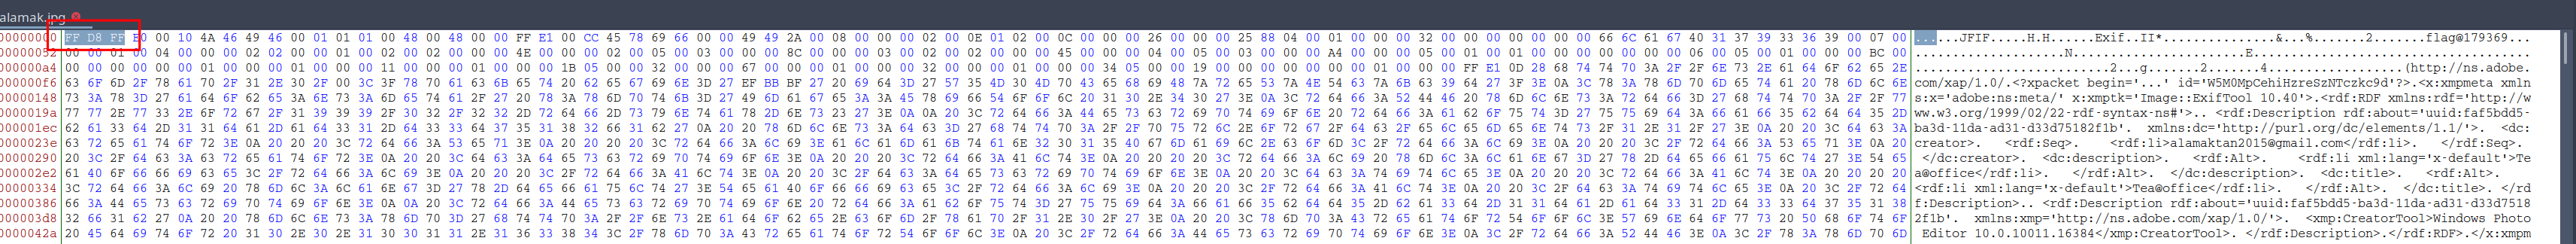 alamak.jpg
00000000 FF D8 FF E0 00 10 4A 46 49 46 00 01 01 01 00 48 00 48 00 00 FF E1 00 CC 45 78 69 66 00 00 49 49 2A 00 08 00 00 00 02 00 0E 01 02 00 0C 00 00 00 26 00 00 00 25 88 04 00 01 00 00 00 32 00 00 00 00 00 00 00 66 6C 61 67 40 31 37 39 33 36 39 00 07 00 ......JFIF.....H.H......Exif..II*..............&...%.......2.......flag@179369...
00000052 00 00 01 00 04 00 00 00 02 02 00 00 01 00 02 00 02 00 00 00 4E 00 00 00 02 00 05 00 03 00 00 00 8C 00 00 00 03 00 02 00 02 00 00 00 45 00 00 00 04 00 05 00 03 00 00 00 A4 00 00 00 05 00 01 00 01 00 00 00 00 00 00 00 06 00 05 00 01 00 00 00 BC 00
000000a4 00 00 00 00 00 00 01 00 00 00 01 00 00 00 11 00 00 00 01 00 00 00 1B 05 00 00 32 00 00 00 67 00 00 00 01 00 00 00 32 00 00 00 01 00 00 00 34 05 00 00 19 00 00 00 00 00 00 00 01 00 00 00 FF E1 0D 28 68 74 74 70 3A 2F 2F 6E 73 2E 61 64 6F 62 65 2E
000000f6 63 6F 6D 2F 78 61 70 2F 31 2E 30 2F 00 3C 3F 78 70 61 63 6B 65 74 20 62 65 67 69 6E 3D 27 EF BB BF 27 20 69 64 3D 27 57 35 4D 30 4D 70 43 65 68 69 48 7A 72 65 53 7A 4E 54 63 7A 6B 63 39 64 27 3F 3E 0A 3C 78 3A 78 6D 70 6D 65 74 61 20 78 6D 6C 6E com/xap/1.0/.<?xpacket begin='...' id='W5M0MpCehiHzreSzNTczkc9d'?>.<x:xmpmeta xmln
00000148 73 3A 78 3D 27 61 64 6F 62 65 3A 6E 73 3A 6D 65 74 61 2F 27 20 78 3A 78 6D 70 74 6B 3D 27 49 6D 61 67 65 3A 3A 45 78 69 66 54 6F 6F 6C 20 31 30 2E 34 30 27 3E 0A 3C 72 64 66 3A 52 44 46 20 78 6D 6C 6E 73 3A 72 64 66 3D 27 68 74 74 70 3A 2F 2F 77 s:x='adobe:ns:meta/' x:xmptk='Image::ExifTool 10.40'>.<rdf:RDF xmlns:rdf='http://w
0000019a 77 77 2E 77 33 2E 6F 72 67 2F 31 39 39 39 2F 30 32 2F 32 32 2D 72 64 66 2D 73 79 6E 74 61 78 2D 6E 73 23 27 3E 0A 0A 20 3C 72 64 66 3A 44 65 73 63 72 69 70 74 69 6F 6E 20 72 64 66 3A 61 62 6F 75 74 3D 27 75 75 69 64 3A 66 61 66 35 62 64 64 35 2D ww.w3.org/1999/02/22-rdf-syntax-ns#'>.. <rdf:Description rdf:about='uuid:faf5bdd5-
000001ec 62 61 33 64 2D 31 31 64 61 2D 61 64 33 31 2D 64 33 33 64 37 35 31 38 32 66 31 62 27 0A 20 20 78 6D 6C 6E 73 3A 64 63 3D 27 68 74 74 70 3A 2F 2F 70 75 72 6C 2E 6F 72 67 2F 64 63 2F 65 6C 65 6D 65 6E 74 73 2F 31 2E 31 2F 27 3E 0A 20 20 3C 64 63 3A ba3d-11da-ad31-d33d75182f1b'.  xmlns:dc='http://purl.org/dc/elements/1.1/'>.  <dc:
0000023e 63 72 65 61 74 6F 72 3E 0A 20 20 20 3C 72 64 66 3A 53 65 71 3E 0A 20 20 20 20 3C 72 64 66 3A 6C 69 3E 61 6C 61 6D 61 6B 74 61 6E 32 30 31 35 40 67 6D 61 69 6C 2E 63 6F 6D 3C 2F 72 64 66 3A 6C 69 3E 0A 20 20 20 3C 2F 72 64 66 3A 53 65 71 3E 0A 20 creator>.   <rdf:Seq>.    <rdf:li>alamaktan2015@gmail.com</rdf:li>.   </rdf:Seq>.
00000290 20 3C 2F 64 63 3A 63 72 65 61 74 6F 72 3E 0A 20 20 3C 64 63 3A 64 65 73 63 72 69 70 74 69 6F 6E 3E 0A 20 20 20 3C 72 64 66 3A 41 6C 74 3E 0A 20 20 20 20 3C 72 64 66 3A 6C 69 20 78 6D 6C 3A 6C 61 6E 67 3D 27 78 2D 64 65 66 61 75 6C 74 27 3E 54 65 </dc:creator>.  <dc:description>.   <rdf:Alt>.    <rdf:li xml:lang='x-default'>Te
000002e2 61 40 6F 66 66 69 63 65 3C 2F 72 64 66 3A 6C 69 3E 0A 20 20 20 3C 2F 72 64 66 3A 41 6C 74 3E 0A 20 20 3C 2F 64 63 3A 64 65 73 63 72 69 70 74 69 6F 6E 3E 0A 20 20 3C 64 63 3A 74 69 74 6C 65 3E 0A 20 20 20 3C 72 64 66 3A 41 6C 74 3E 0A 20 20 20 20 a@office</rdf:li>.   </rdf:Alt>.  </dc:description>.  <dc:title>.   <rdf:Alt>.
00000334 3C 72 64 66 3A 6C 69 20 78 6D 6C 3A 6C 61 6E 67 3D 27 78 2D 64 65 66 61 75 6C 74 27 3E 54 65 61 40 6F 66 66 69 63 65 3C 2F 72 64 66 3A 6C 69 3E 0A 20 20 20 3C 2F 72 64 66 3A 41 6C 74 3E 0A 20 20 3C 2F 64 63 3A 74 69 74 6C 65 3E 0A 20 3C 2F 72 64 <rdf:li xml:lang='x-default'>Tea@office</rdf:li>.   </rdf:Alt>.  </dc:title>. </rd
00000386 66 3A 44 65 73 63 72 69 70 74 69 6F 6E 3E 0A 0A 20 3C 72 64 66 3A 44 65 73 63 72 69 70 74 69 6F 6E 20 72 64 66 3A 61 62 6F 75 74 3D 27 75 75 69 64 3A 66 61 66 35 62 64 64 35 2D 62 61 33 64 2D 31 31 64 61 2D 61 64 33 31 2D 64 33 33 64 37 35 31 38 f:Description>.. <rdf:Description rdf:about='uuid:faf5bdd5-ba3d-11da-ad31-d33d7518
000003d8 32 66 31 62 27 0A 20 20 78 6D 6C 6E 73 3A 78 6D 70 3D 27 68 74 74 70 3A 2F 2F 6E 73 2E 61 64 6F 62 65 2E 63 6F 6D 2F 78 61 70 2F 31 2E 30 2F 27 3E 0A 20 20 3C 78 6D 70 3A 43 72 65 61 74 6F 72 54 6F 6F 6C 3E 57 69 6E 64 6F 77 73 20 50 68 6F 74 6F 2f1b'.  xmlns:xmp='http://ns.adobe.com/xap/1.0/'>.  <xmp:CreatorTool>Windows Photo
0000042a 20 45 64 69 74 6F 72 20 31 30 2E 30 2E 31 30 30 31 31 2E 31 36 33 38 34 3C 2F 78 6D 70 3A 43 72 65 61 74 6F 72 54 6F 6F 6C 3E 0A 20 3C 2F 72 64 66 3A 44 65 73 63 72 69 70 74 69 6F 6E 3E 0A 3C 2F 72 64 66 3A 52 44 46 3E 0A 3C 2F 78 3A 78 6D 70 6D Editor 10.0.10011.16384</xmp:CreatorTool>. </rdf:Description>.</rdf:RDF>.</x:xmpm